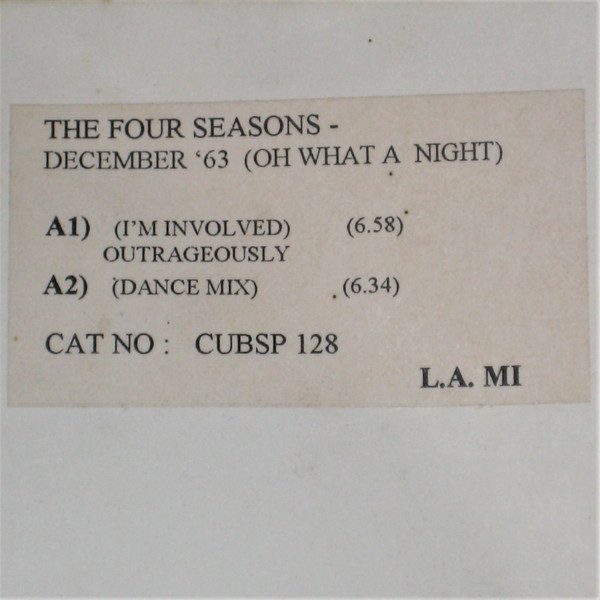 THE FOUR SEASONS -
DECEMBER ‘63 (OH WHAT A NIGHT)
A1) (I’M INVOLVED) (6.58)
OUTRAGEOUSLY
A2) (DANCE MIX) (6.34)
CAT NO : CUBSP 128
L.A. MI